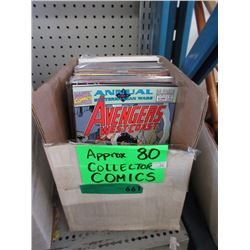 ANNUAL
AVENGERS
WEST COAST
Approx 80
COLLECTOR
COMICS
661